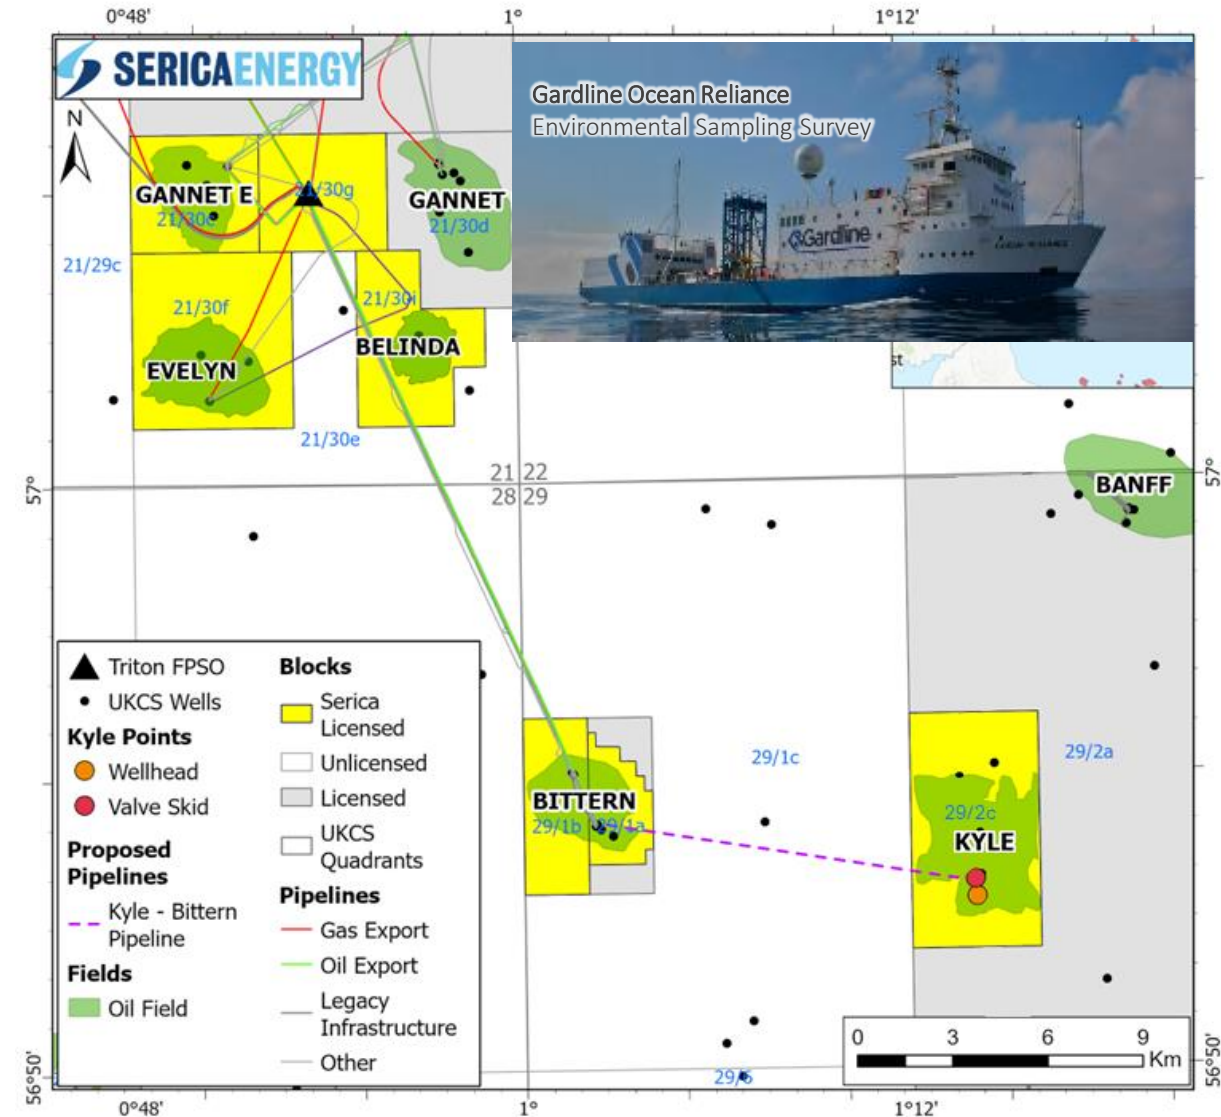 0°48'
1°
1°12'
SERICA ENERGY
Gardline Ocean Reliance
Environmental Sampling Survey
N
GANNET E
21/30c
21/30g
GANNET
21/30d
Gardline
21/29c
21/30f
21/30i
EVELYN
BELINDA
st
21/30e
21 22
28 29
57°
57°
BANFF
Triton FPSO
UKCS Wells
Kyle Points
Wellhead
Valve Skid
Proposed
Pipelines
Kyle - Bittern
Pipeline
Fields
Oil Field
Blocks
Serica
Licensed
Unlicensed
Licensed
UKCS
Quadrants
Pipelines
Gas Export
Oil Export
Legacy
Infrastructure
Other
29/1c
29/2a
BITTERN
29/1b
29/1a
29/2c
KYLE
0
3
6
9
Km
56°50'
56°50'
0°48'
1°
1°12'